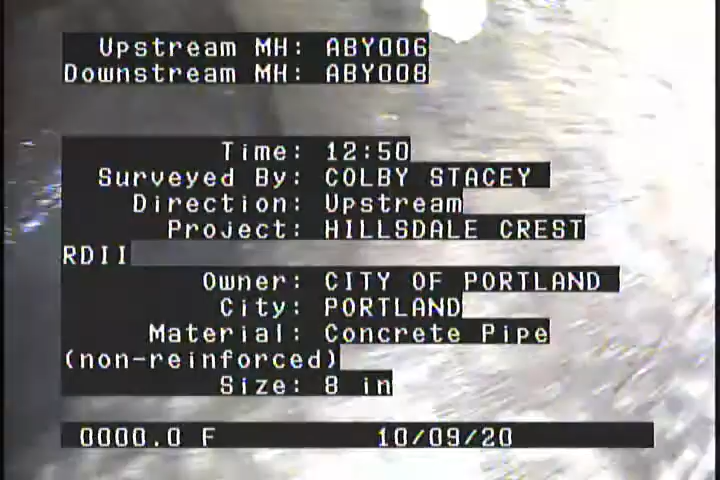 Upstream MH: ABY006
Downstream MH: ABY008
Time: 12:50
Surveyed By: COLBY STACEY
Direction: Upstream
Project: HILLSDALE CREST
RDII
Owner: CITY OF PORTLAND
City: PORTLAND
Material: Concrete Pipe
(non-reinforced)
Size: 8 in
0000.0 F 10/09/20